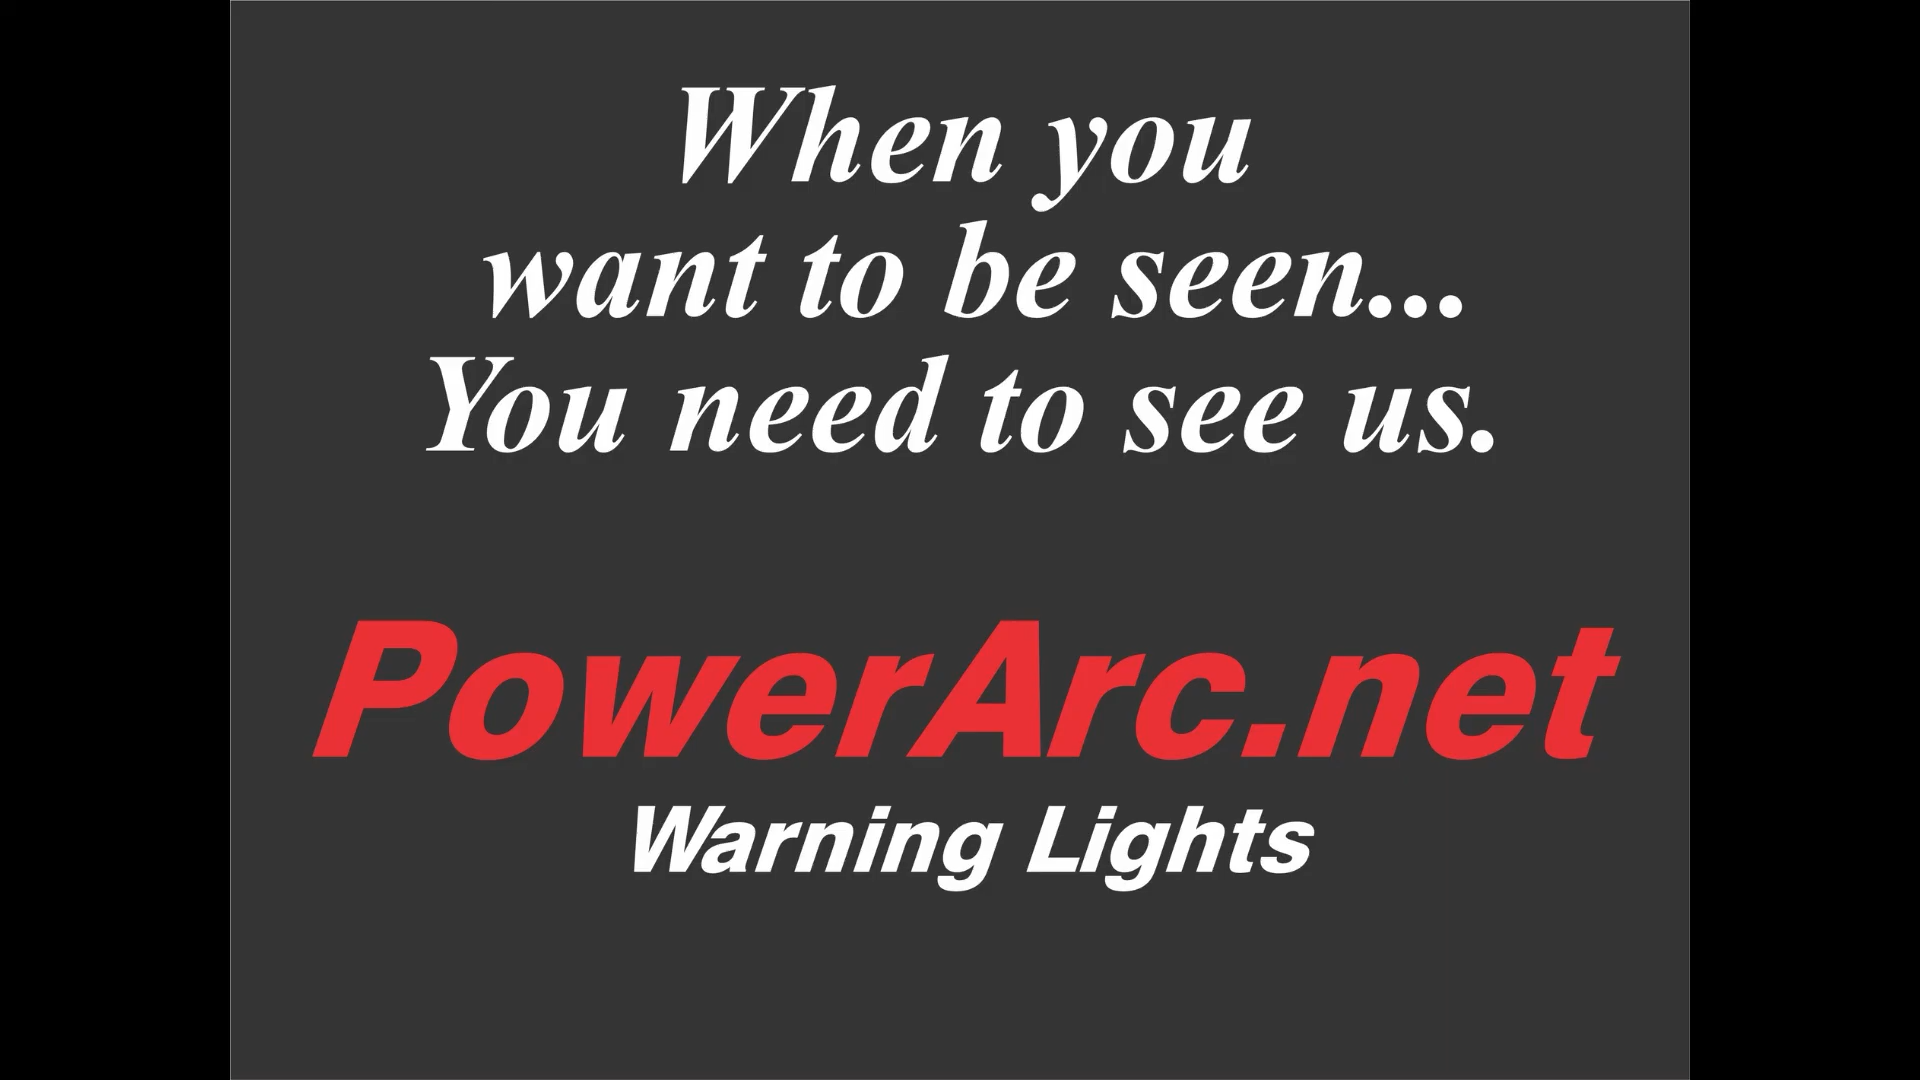 When you
want to be seen...
You need to see us.
PowerArc.net
Warning Lights